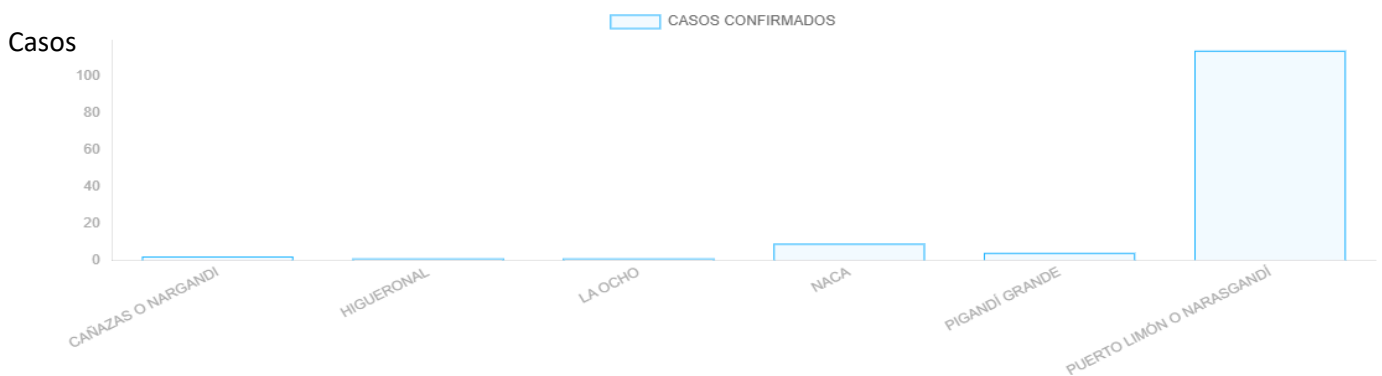 CASOS CONFIRMADOS
Casos
100
80
60
40
20
0
CAÑAZAS O NARGANDÍ
HIGUERONAL
LA OCHO
NACA
PIGANDÍ GRANDE
PUERTO LIMÓN O NARASGANDÍ